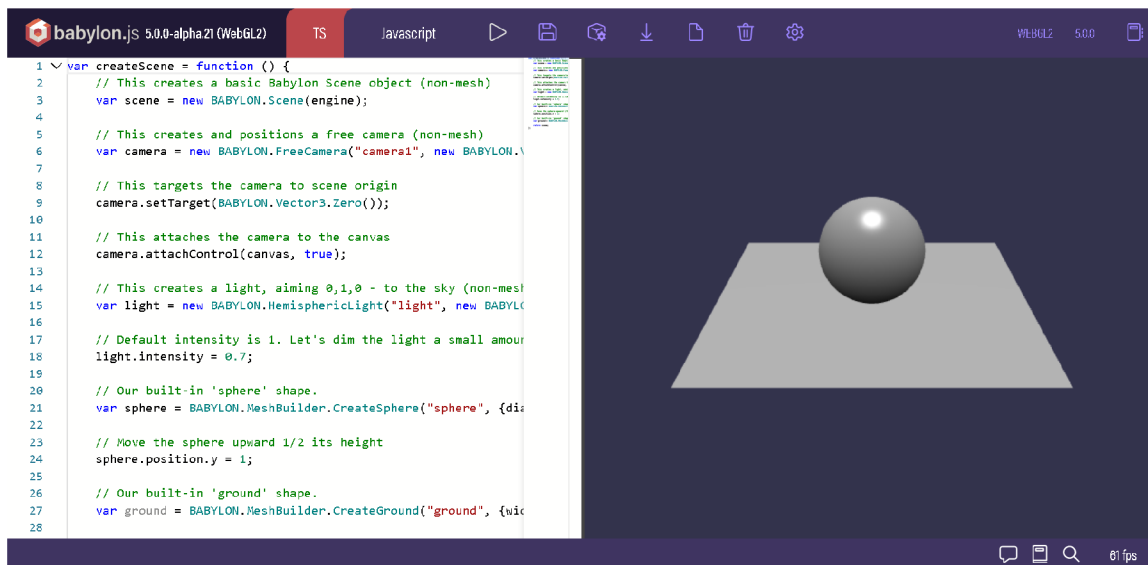 babylon.js 5.0.0-alpha.21 (WebGL2) TS Javascript WEBGL2 5.0.0
1 var createScene = function () {
2 // This creates a basic Babylon Scene object (non-mesh)
3 var scene = new BABYLON.Scene(engine);
4
5 // This creates and positions a free camera (non-mesh)
6 var camera = new BABYLON.FreeCamera("camera1", new BABYLON.V
7
8 // This targets the camera to scene origin
9 camera.setTarget(BABYLON.Vector3.Zero());
10
11 // This attaches the camera to the canvas
12 camera.attachControl(canvas, true);
13
14 // This creates a light, aiming 0,1,0 - to the sky (non-mesh
15 var light = new BABYLON.HemisphericLight("light", new BABYLO
16
17 // Default intensity is 1. Let's dim the light a small amoun
18 light.intensity = 0.7;
19
20 // Our built-in 'sphere' shape.
21 var sphere = BABYLON.MeshBuilder.CreateSphere("sphere", {dia
22
23 // Move the sphere upward 1/2 its height
24 sphere.position.y = 1;
25
26 // Our built-in 'ground' shape.
27 var ground = BABYLON.MeshBuilder.CreateGround("ground", {wid
28
61 fps